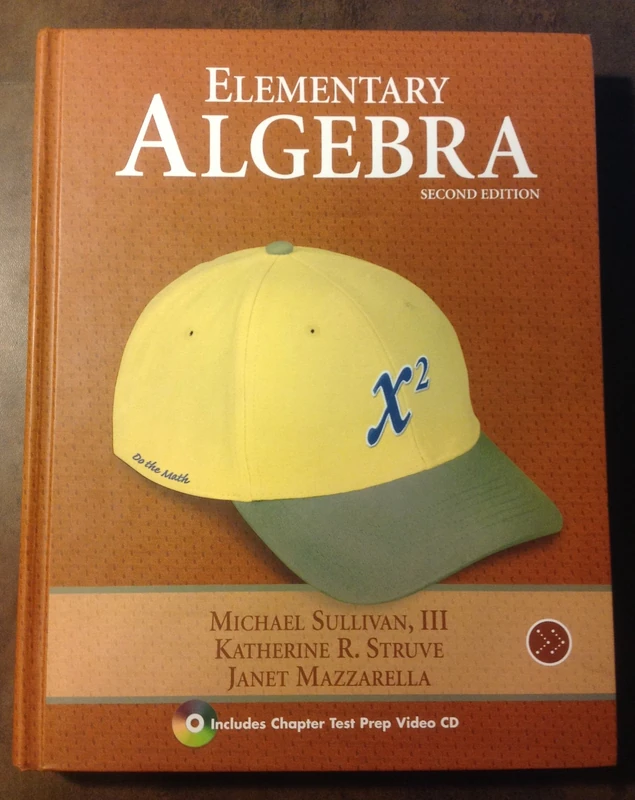 ELEMENTARY
ALGEBRA
SECOND EDITION
x²
Do the Math
MICHAEL SULLIVAN, III
KATHERINE R. STRUVE
JANET MAZZARELLA
Includes Chapter Test Prep Video CD